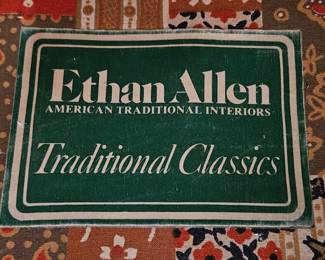 Ethan Allen
AMERICAN TRADITIONAL INTERIORS
Traditional Classics